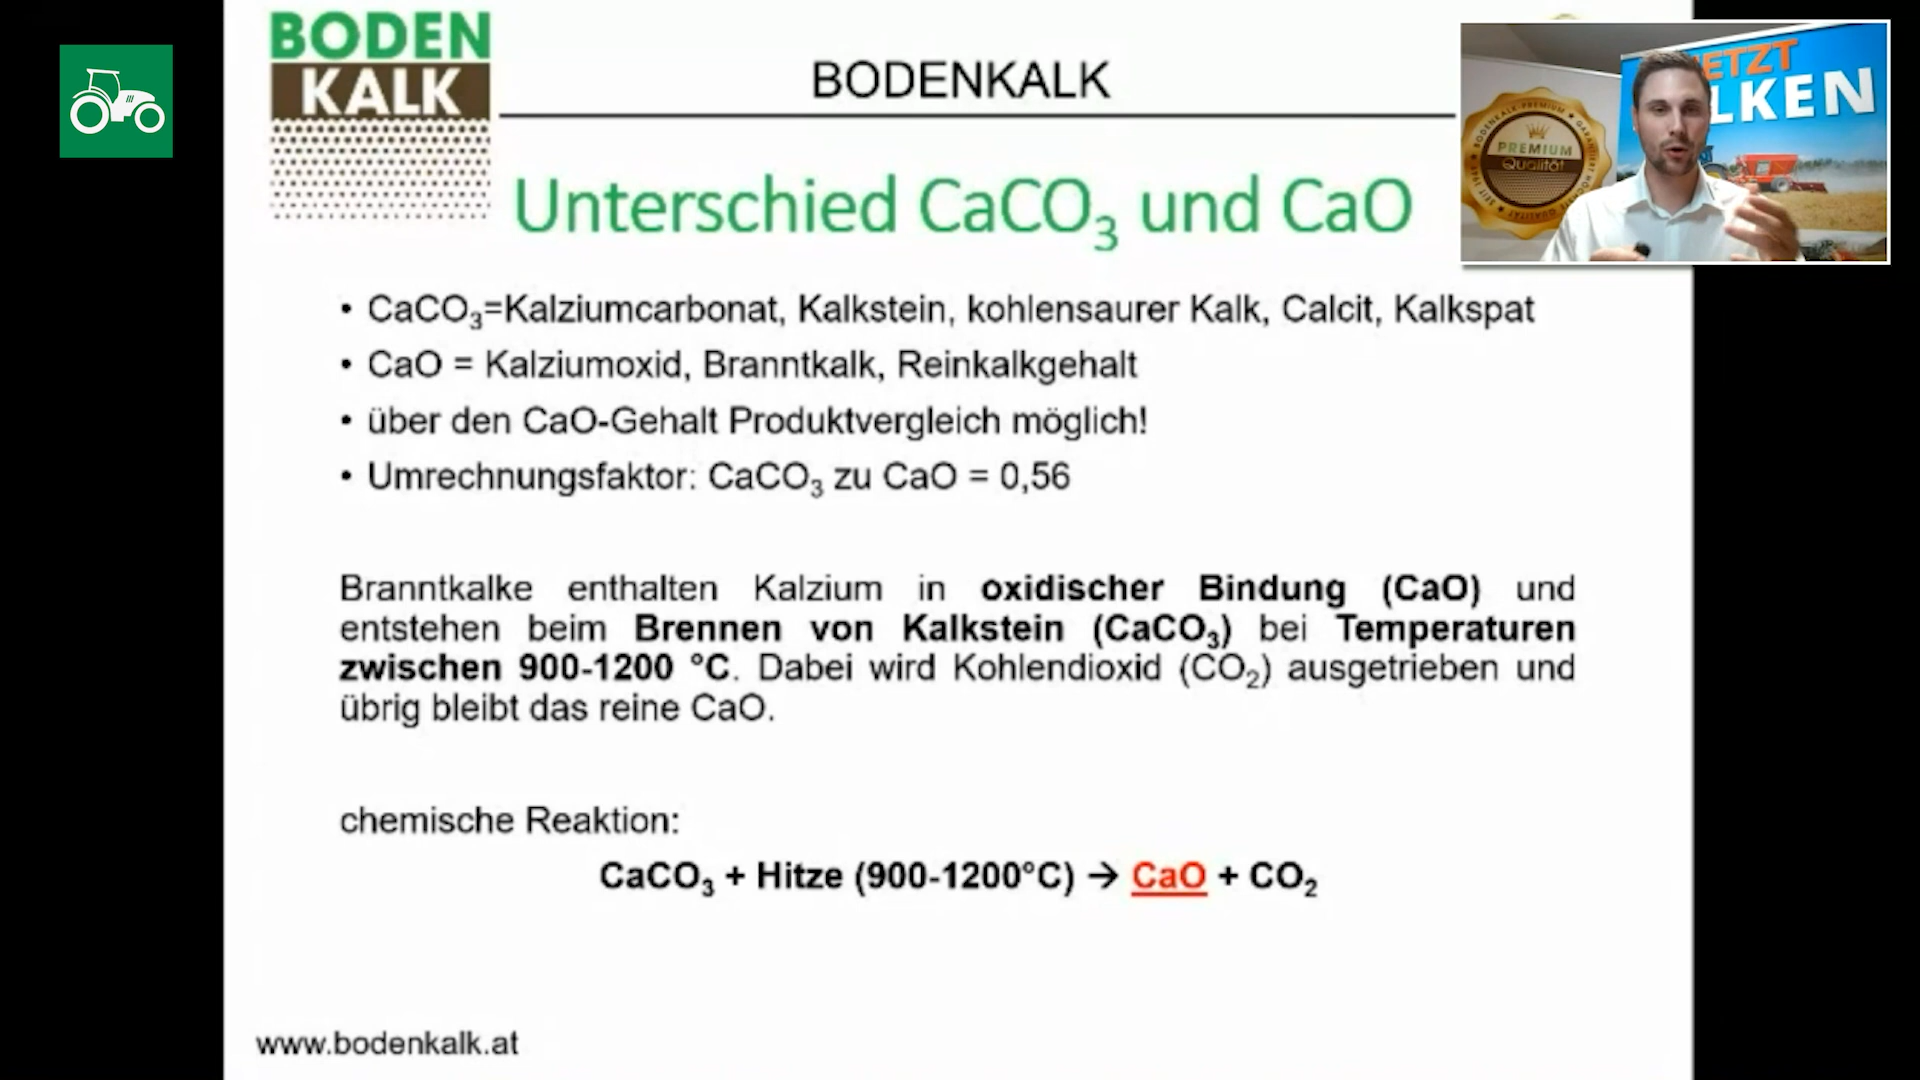 BODEN
KALK
BODENKALK
Unterschied CaCO₃ und CaO
• CaCO₃=Kalziumcarbonat, Kalkstein, kohlensaurer Kalk, Calcit, Kalkspat
• CaO = Kalziumoxid, Branntkalk, Reinkalkgehalt
• über den CaO-Gehalt Produktvergleich möglich!
• Umrechnungsfaktor: CaCO₃ zu CaO = 0,56
Branntkalke enthalten Kalzium in oxidischer Bindung (CaO) und
entstehen beim Brennen von Kalkstein (CaCO₃) bei Temperaturen
zwischen 900-1200 °C. Dabei wird Kohlendioxid (CO₂) ausgetrieben und
übrig bleibt das reine CaO.
chemische Reaktion:
CaCO₃ + Hitze (900-1200°C) → CaO + CO₂
www.bodenkalk.at
ETZT
LKEN
BODENKALK-PREMIUM
PREMIUM
Qualität